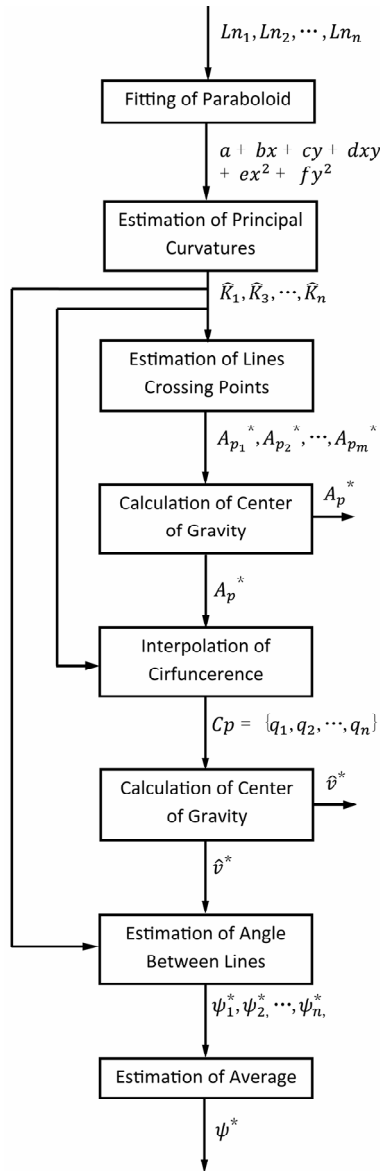 Ln₁, Ln₂, ⋯, Lnₙ
Fitting of Paraboloid
a + bx + cy + dxy
+ ex² + fy²
Estimation of Principal
Curvatures
K̂₁, K̂₃, ⋯, K̂ₙ
Estimation of Lines
Crossing Points
Aₚ₁*, Aₚ₂*, ⋯, Aₚₘ*
Calculation of Center
of Gravity
Aₚ*
Aₚ*
Interpolation of
Cirfuncerence
Cp = {q₁, q₂, ⋯, qₙ}
Calculation of Center
of Gravity
v̂*
v̂*
Estimation of Angle
Between Lines
ψ₁*, ψ₂,* ⋯, ψₙ,*
Estimation of Average
ψ*